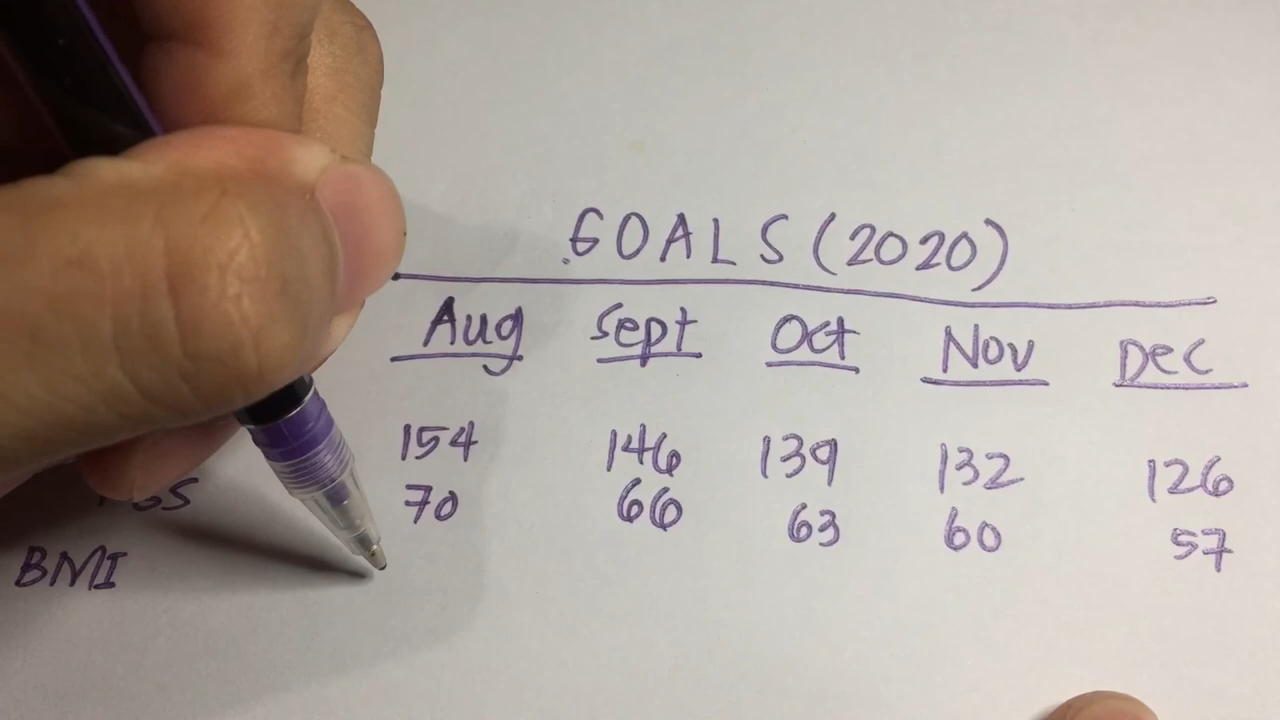 GOALS (2020)
Aug Sept Oct Nov Dec
154 146 139 132 126
70 66 63 60 57
BMI